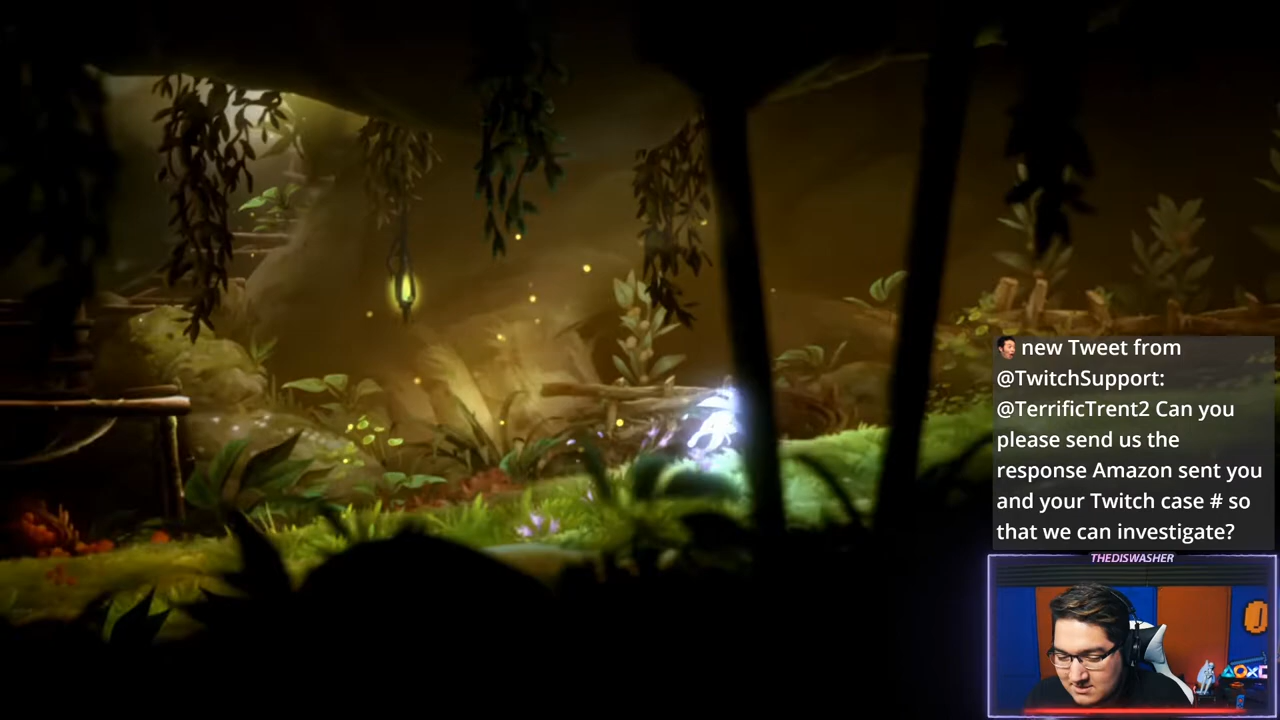 new Tweet from
@TwitchSupport:
@TerrificTrent2 Can you
please send us the
response Amazon sent you
and your Twitch case # so
that we can investigate?
THEDISWASHER